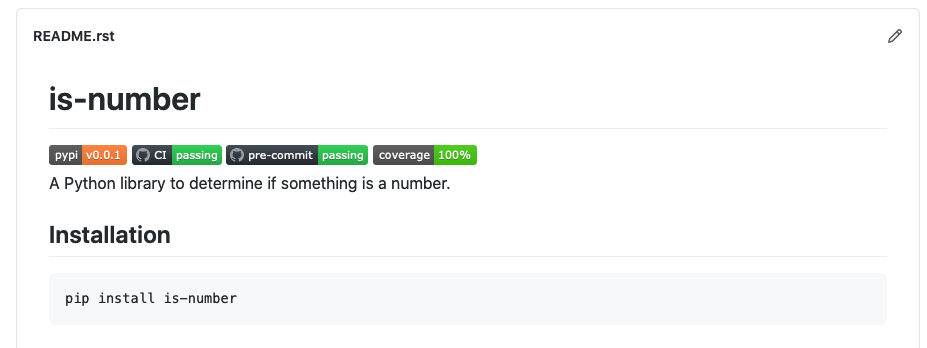 README.rst
is-number
pypi v0.0.1 CI passing pre-commit passing coverage 100%
A Python library to determine if something is a number.
Installation
pip install is-number